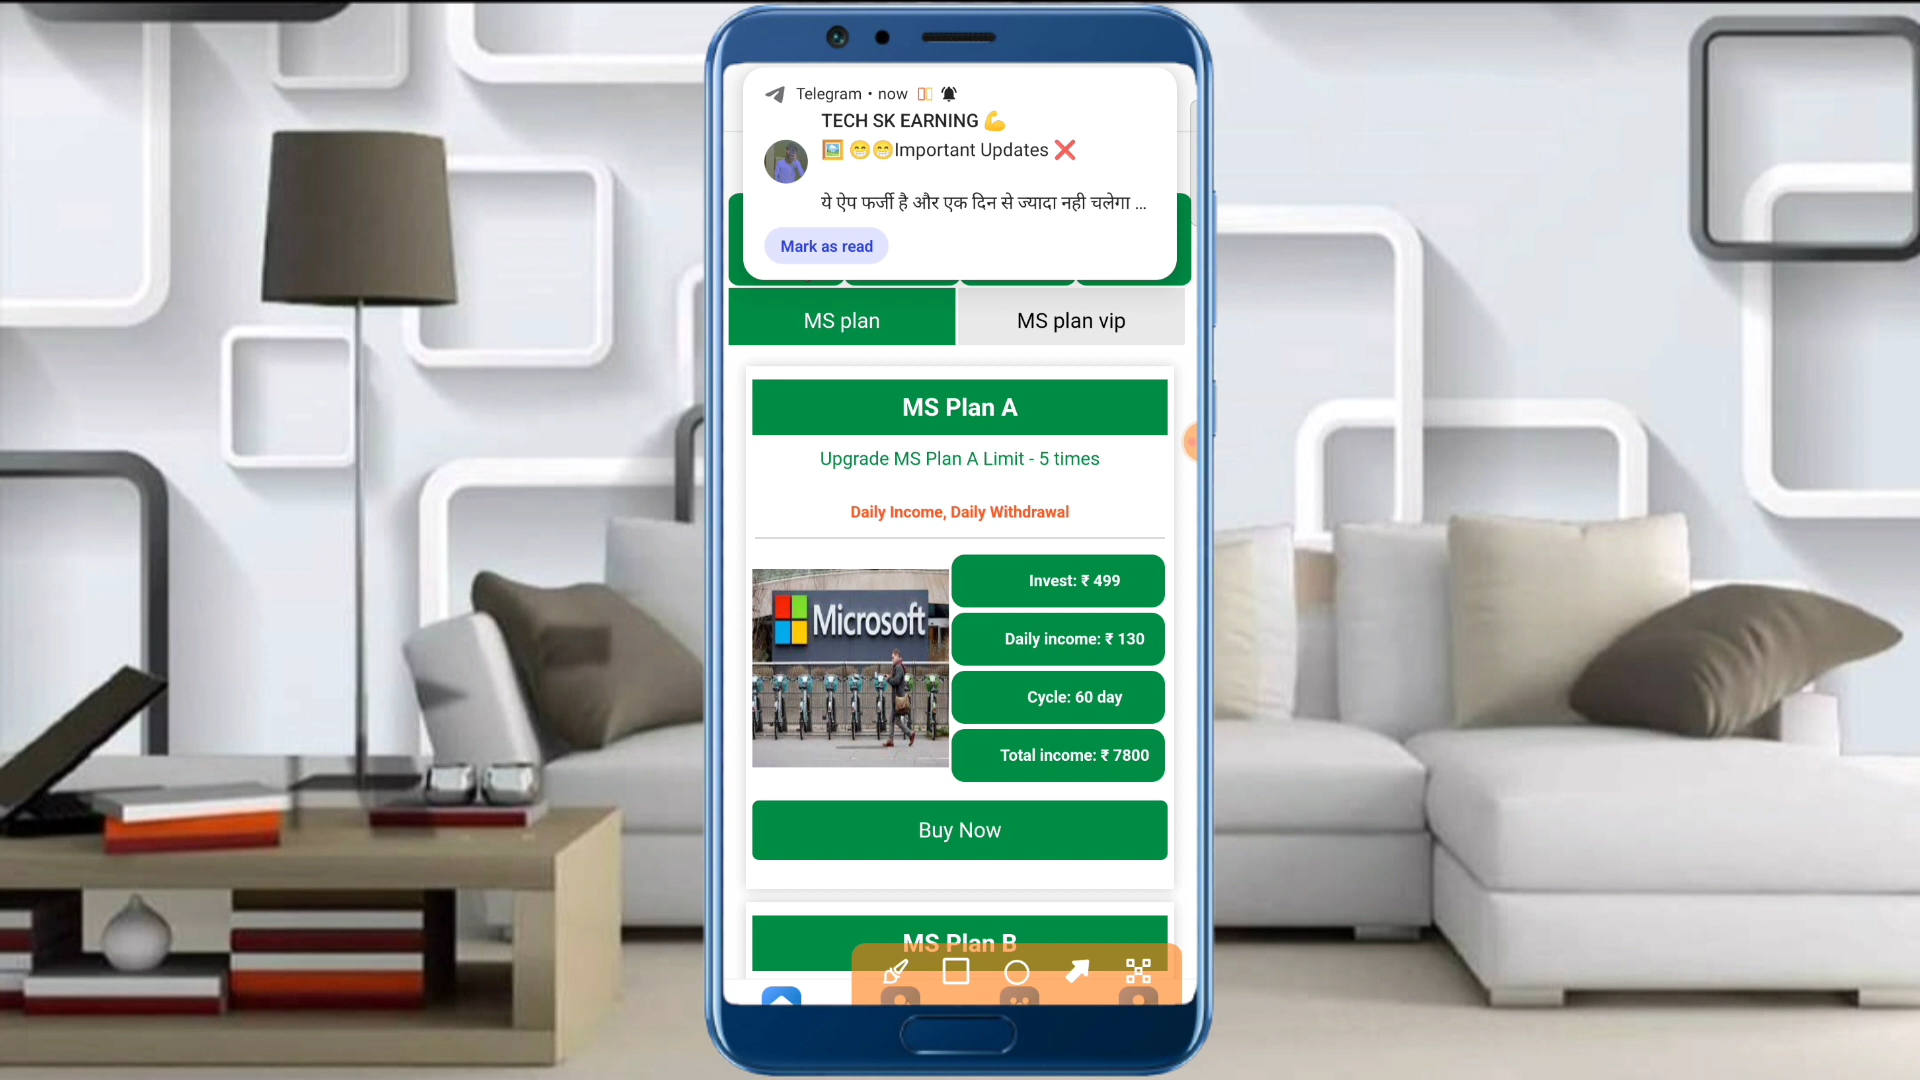 Telegram • now
TECH SK EARNING 💪
🖼️ 😁😁Important Updates ❌
ये ऐप फर्जी है और एक दिन से ज्यादा नही चलेगा ...
Mark as read
MS plan
MS plan vip
MS Plan A
Upgrade MS Plan A Limit - 5 times
Daily Income, Daily Withdrawal
Microsoft
Invest: ₹ 499
Daily income: ₹ 130
Cycle: 60 day
Total income: ₹ 7800
Buy Now
MS Plan B